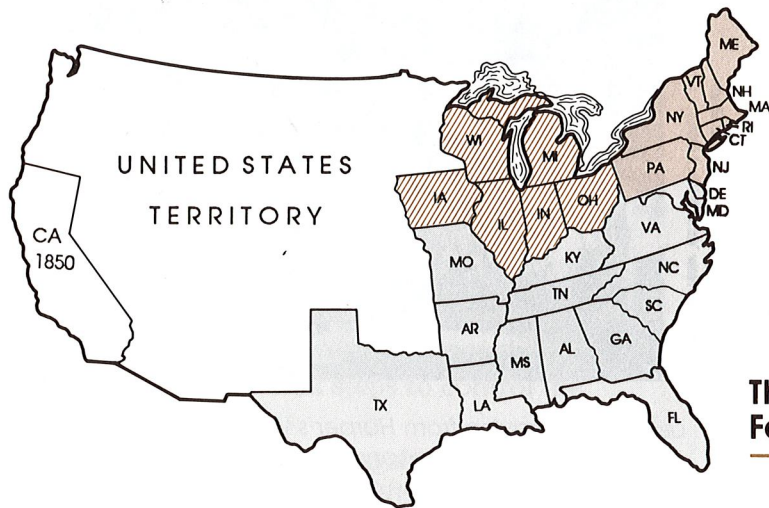 UNITED STATES
TERRITORY
CA
1850
ME
VT
NH
MA
NY
RI
CT
WI
MI
PA
NJ
IA
IL
IN
OH
DE
MD
VA
MO
KY
NC
TN
SC
AR
MS
AL
GA
TX
LA
FL